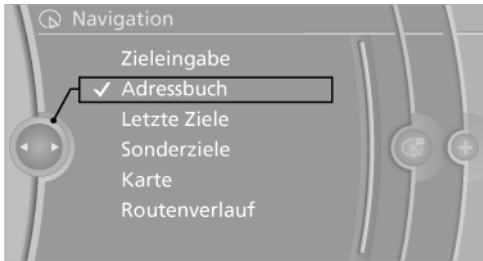 Navigation
Zieleingabe
Adressbuch
Letzte Ziele
Sonderziele
Karte
Routenverlauf